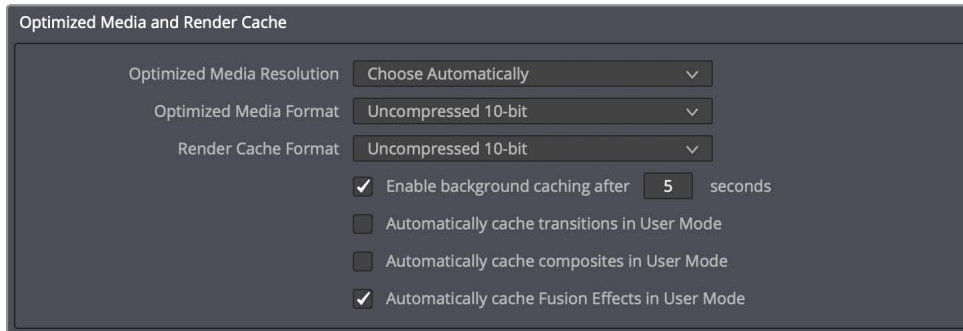 Optimized Media and Render Cache
Optimized Media Resolution Choose Automatically
Optimized Media Format Uncompressed 10-bit
Render Cache Format Uncompressed 10-bit
Enable background caching after 5 seconds
Automatically cache transitions in User Mode
Automatically cache composites in User Mode
Automatically cache Fusion Effects in User Mode